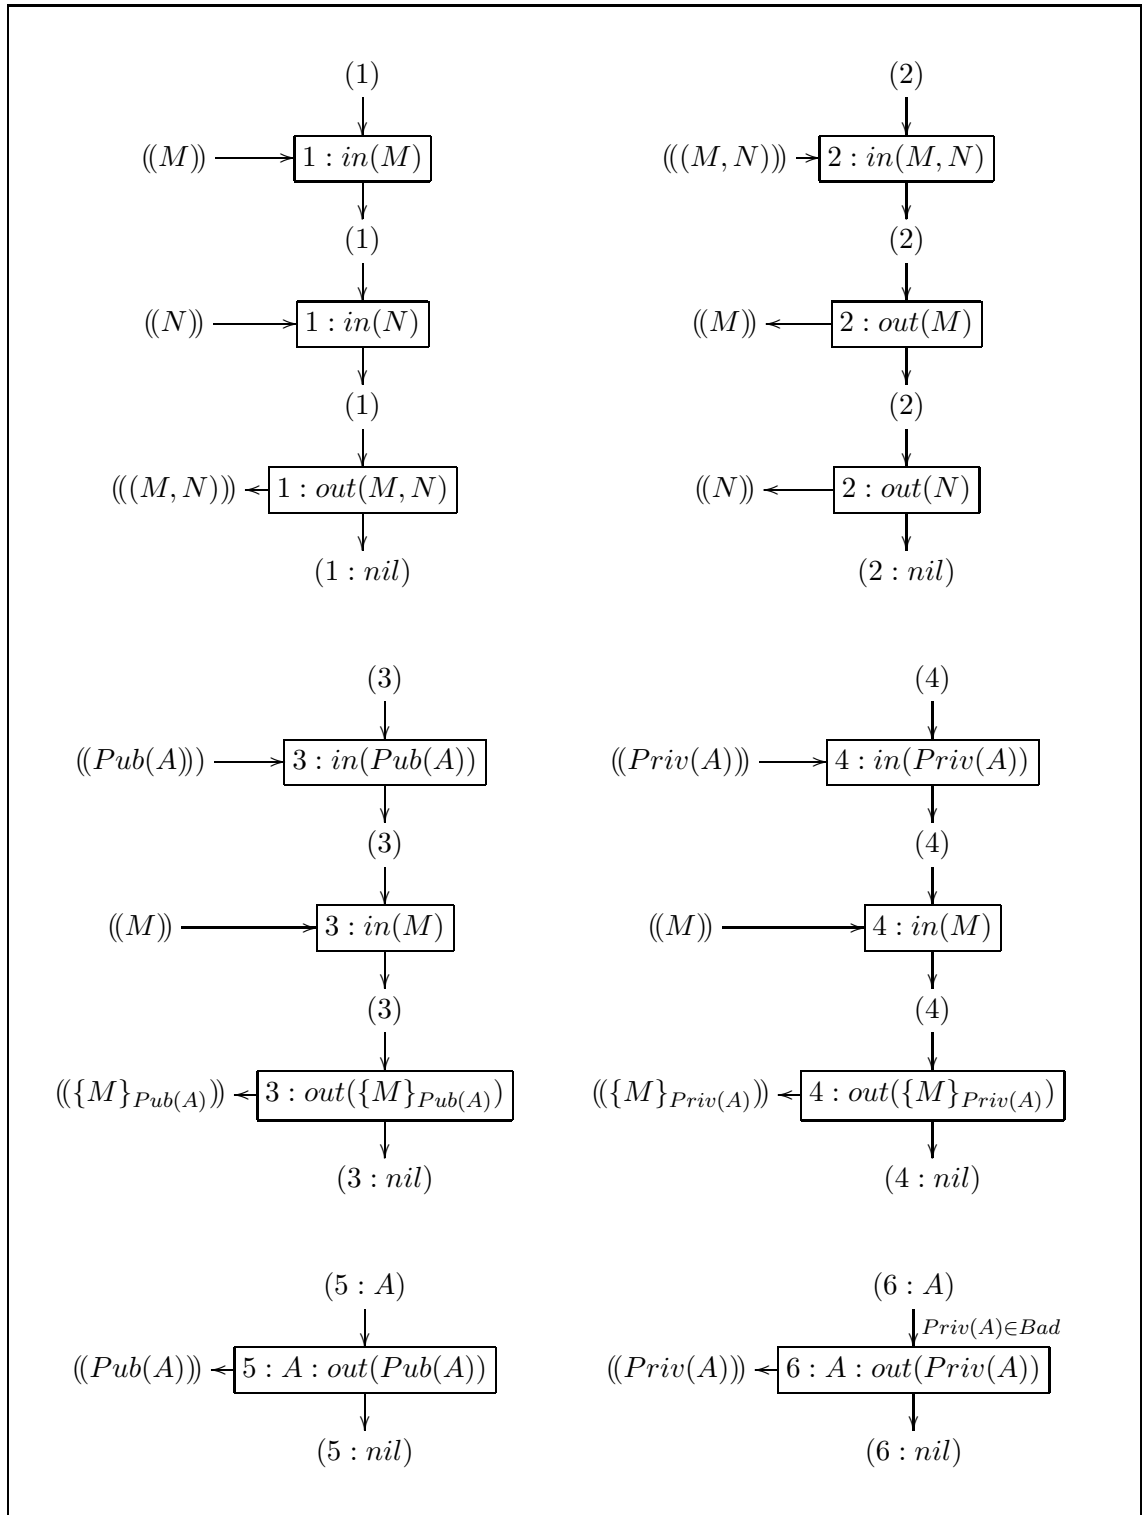 (1) (2)
((M)) 1 : in(M) (((M, N))) 2 : in(M, N)
(1) (2)
((N)) 1 : in(N) ((M)) 2 : out(M)
(1) (2)
(((M, N))) 1 : out(M, N) ((N)) 2 : out(N)
(1 : nil) (2 : nil)
(3) (4)
((Pub(A))) 3 : in(Pub(A)) ((Priv(A))) 4 : in(Priv(A))
(3) (4)
((M)) 3 : in(M) ((M)) 4 : in(M)
(3) (4)
(({M}Pub(A))) 3 : out({M}Pub(A)) (({M}Priv(A))) 4 : out({M}Priv(A))
(3 : nil) (4 : nil)
(5 : A) (6 : A)
Priv(A)∈Bad
((Pub(A))) 5 : A : out(Pub(A)) ((Priv(A))) 6 : A : out(Priv(A))
(5 : nil) (6 : nil)